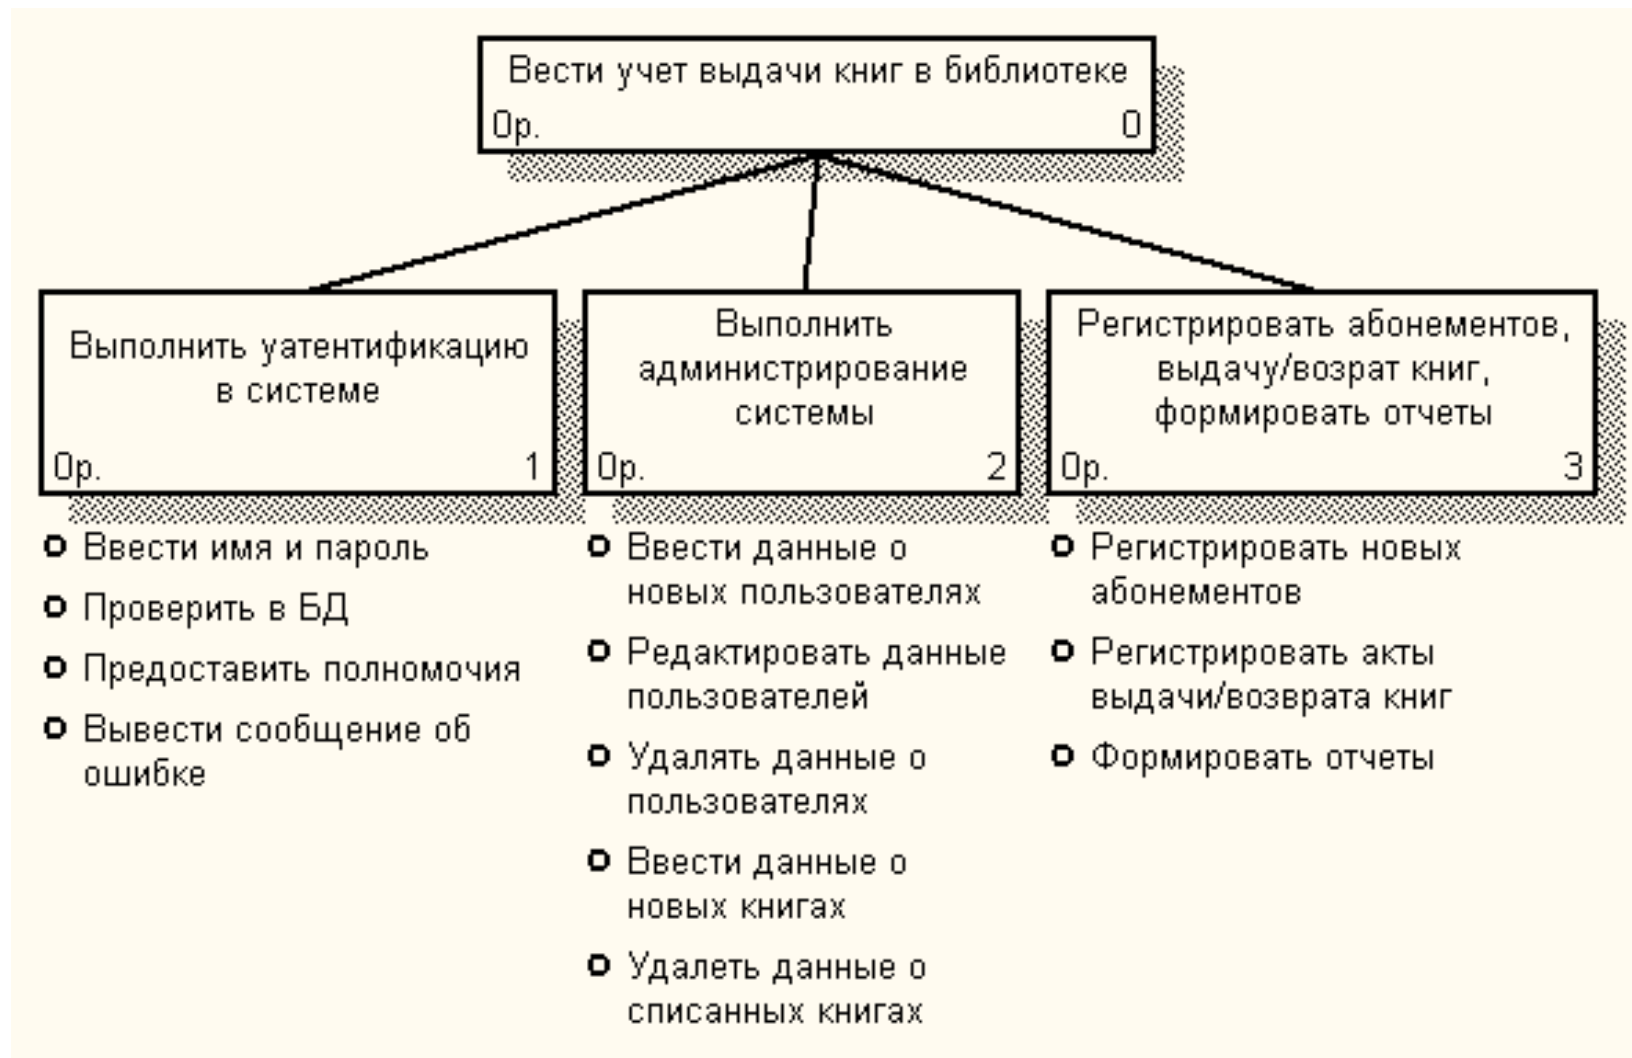 Вести учет выдачи книг в библиотеке
0р. 0
Выполнить уатентификацию
в системе
0р. 1
Выполнить
администрирование
системы
0р. 2
Регистрировать абонементов,
выдачу/возрат книг,
формировать отчеты
0р. 3
Ввести имя и пароль
Проверить в БД
Предоставить полномочия
Вывести сообщение об
ошибке
Ввести данные о
новых пользователях
Редактировать данные
пользователей
Удалять данные о
пользователях
Ввести данные о
новых книгах
Удалеть данные о
списанных книгах
Регистрировать новых
абонементов
Регистрировать акты
выдачи/возврата книг
Формировать отчеты